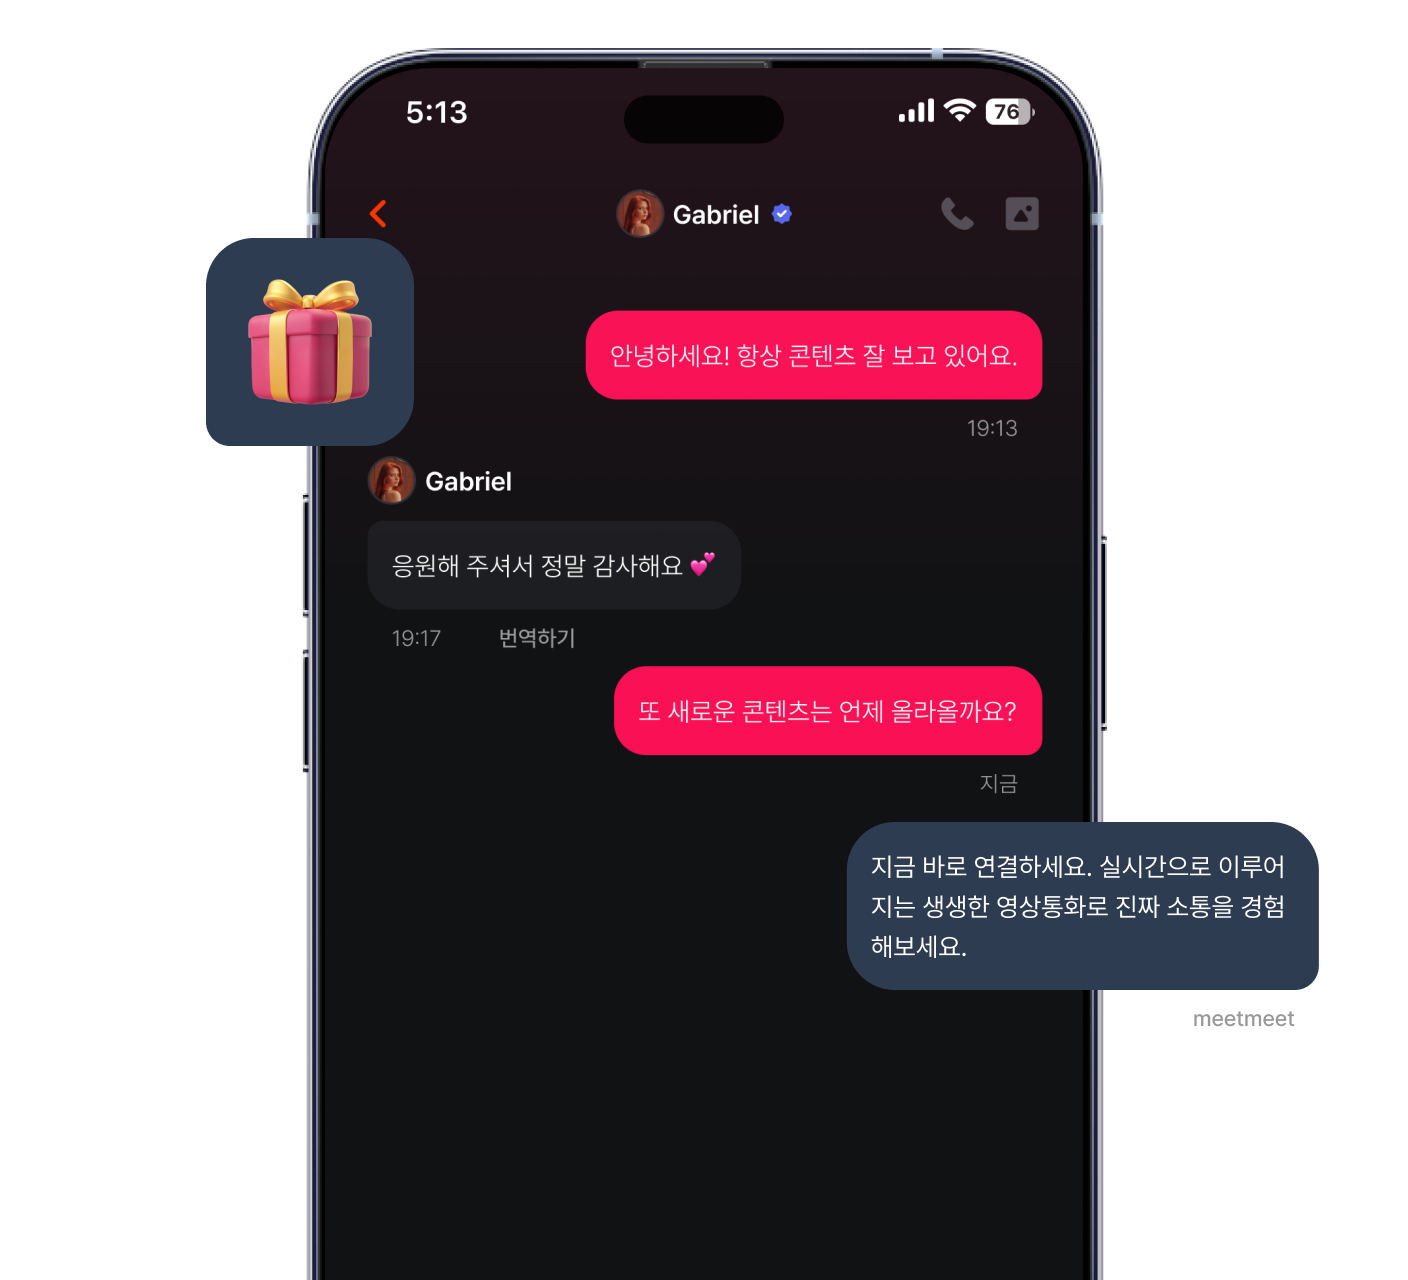 5:13
76
Gabriel
안녕하세요! 항상 콘텐츠 잘 보고 있어요.
19:13
Gabriel
응원해 주셔서 정말 감사해요 💕
19:17 번역하기
또 새로운 콘텐츠는 언제 올라올까요?
지금
지금 바로 연결하세요. 실시간으로 이루어
지는 생생한 영상통화로 진짜 소통을 경험
해보세요.
meetmeet